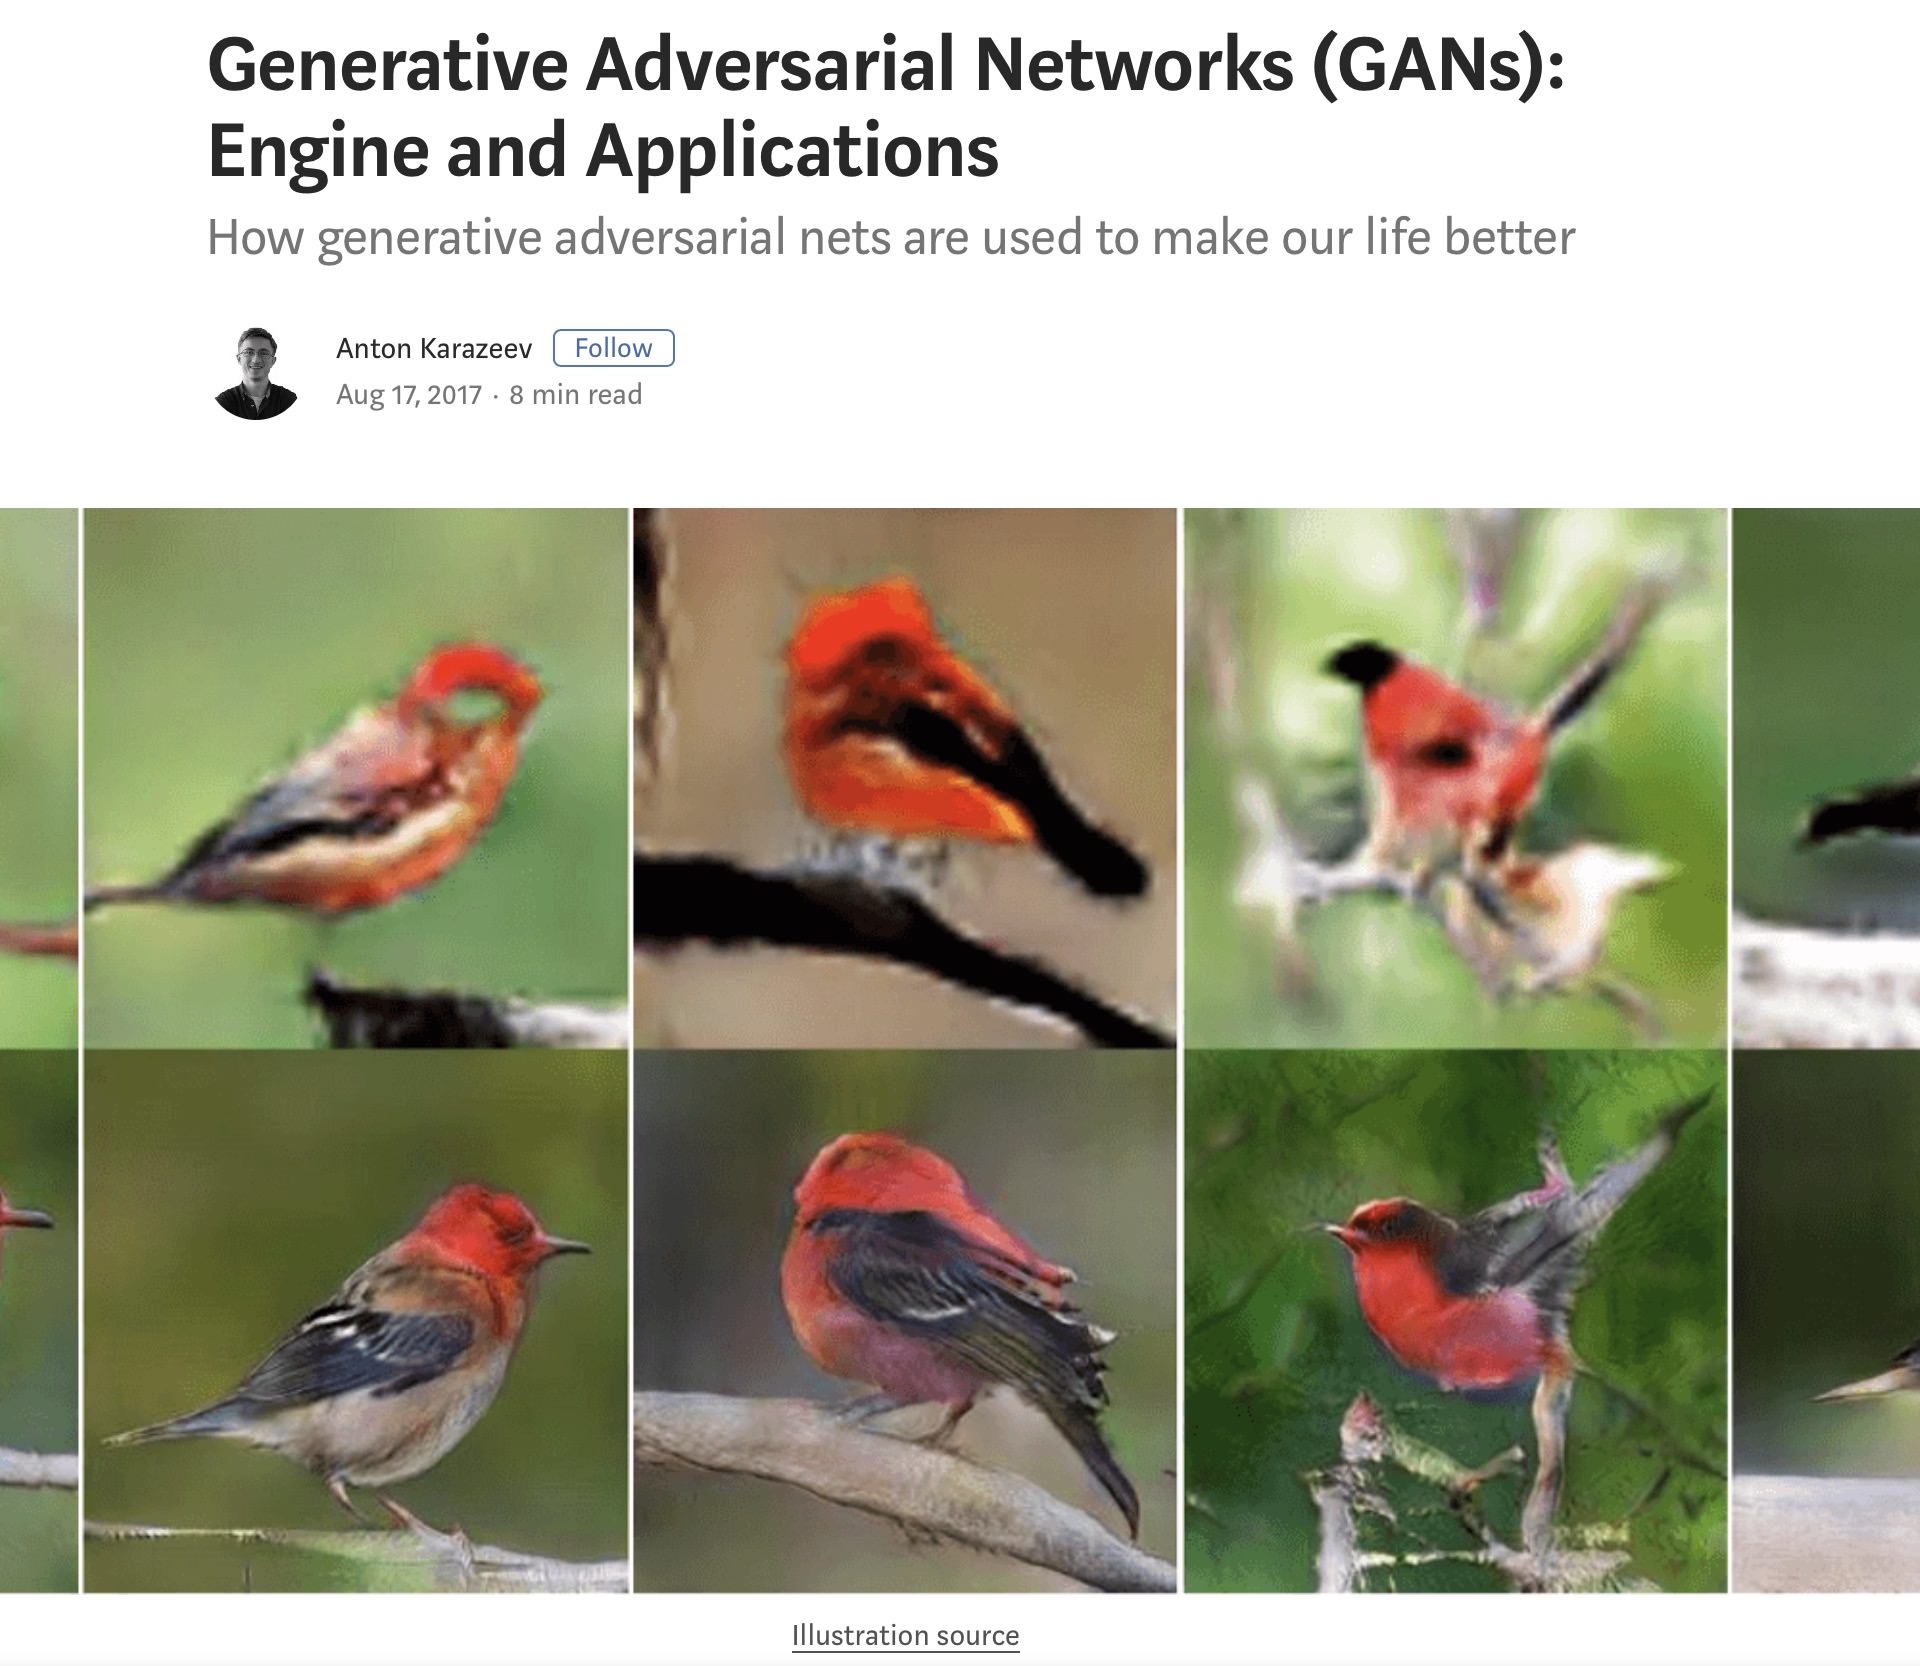 Generative Adversarial Networks (GANs):
Engine and Applications
How generative adversarial nets are used to make our life better
Anton Karazeev Follow
Aug 17, 2017 · 8 min read
Illustration source